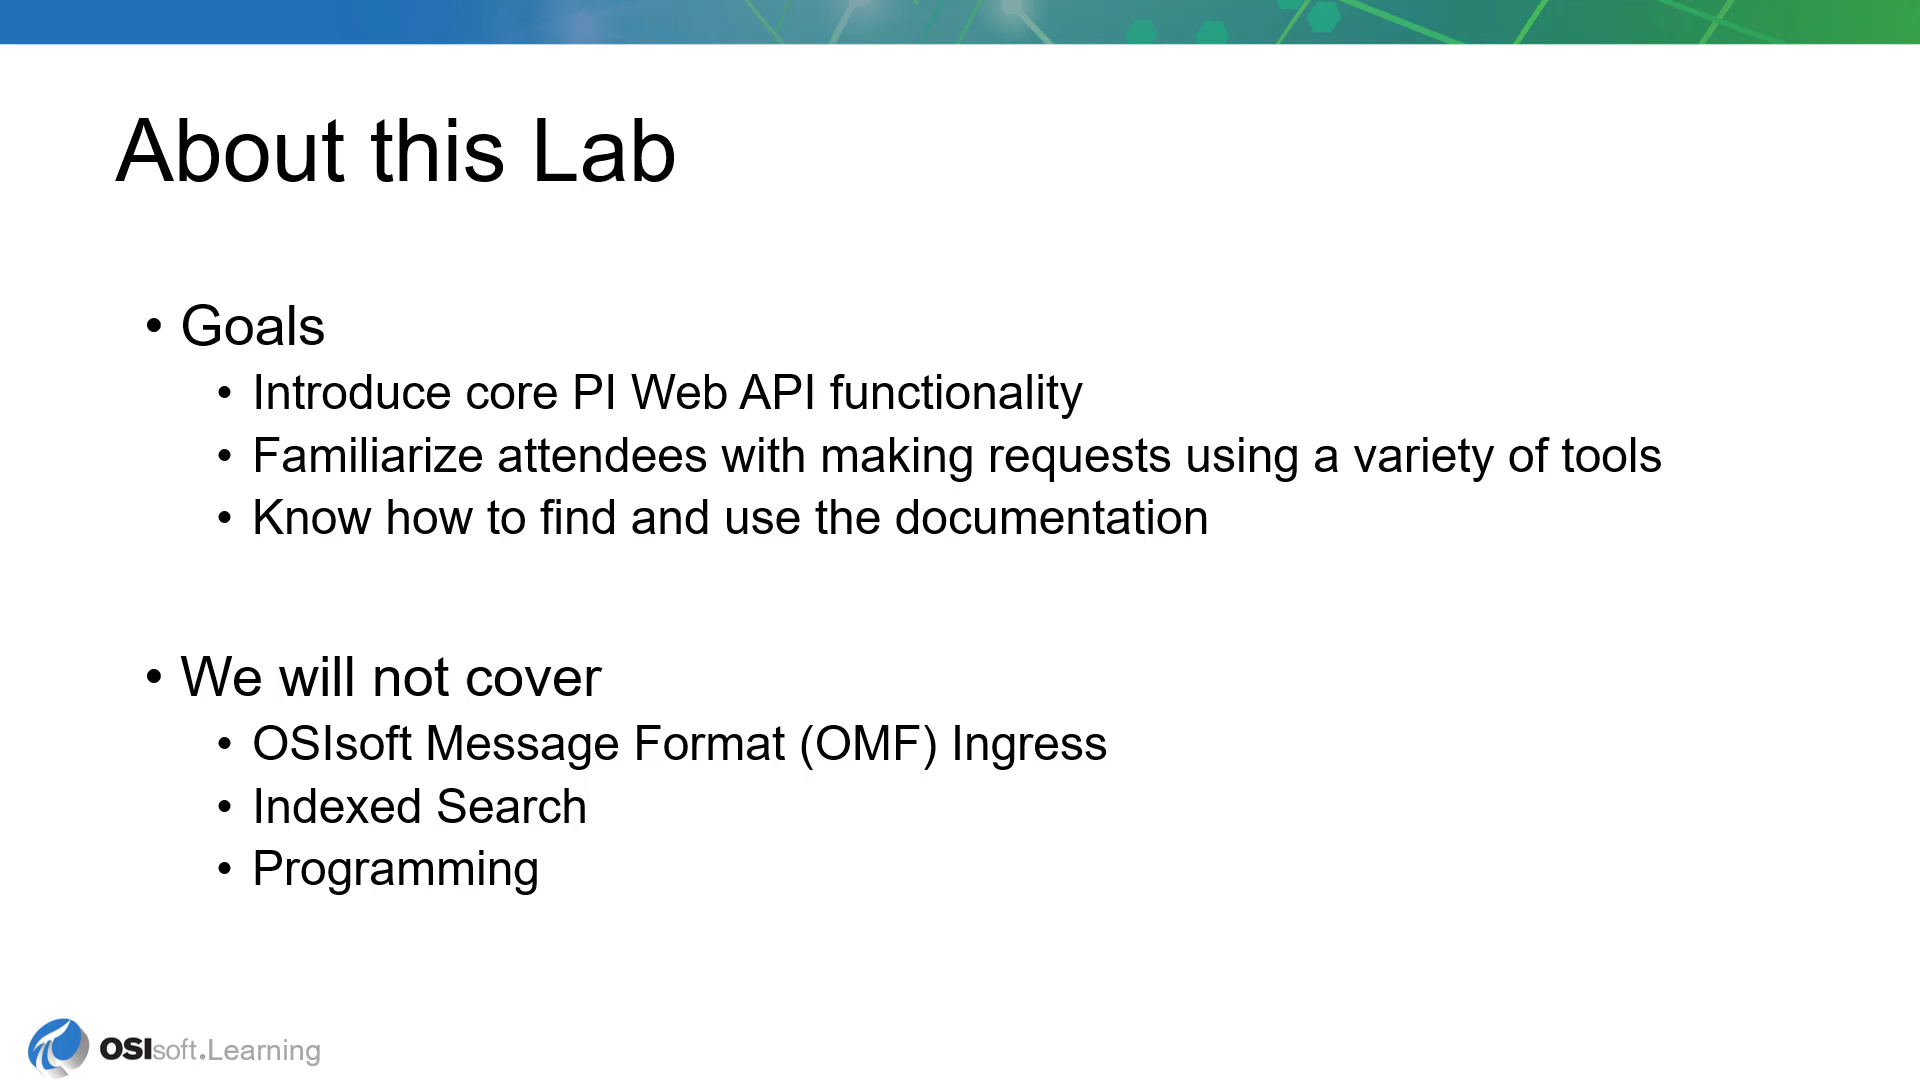 About this Lab
• Goals
• Introduce core PI Web API functionality
• Familiarize attendees with making requests using a variety of tools
• Know how to find and use the documentation
• We will not cover
• OSIsoft Message Format (OMF) Ingress
• Indexed Search
• Programming
OSIsoft.Learning